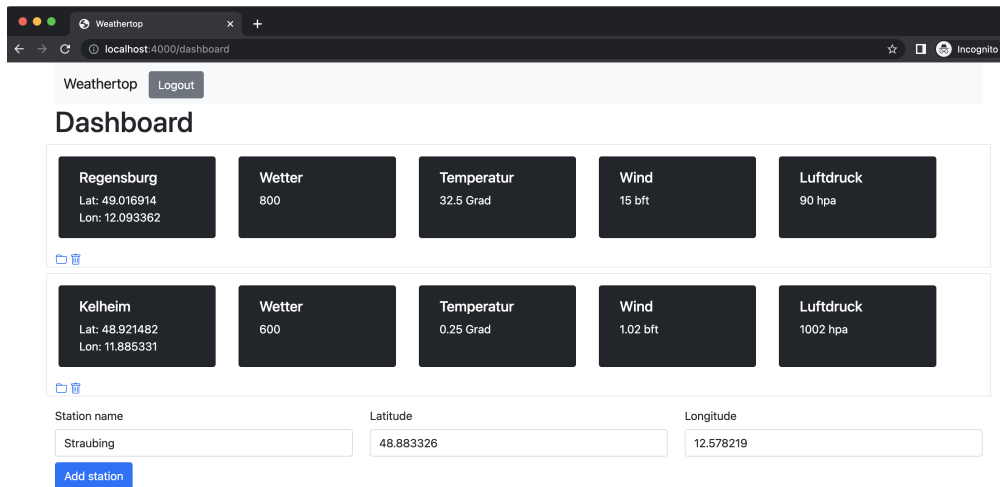 Weathertop
localhost:4000/dashboard
Incognito
Weathertop Logout
Dashboard
Regensburg
Lat: 49.016914
Lon: 12.093362
Wetter
800
Temperatur
32.5 Grad
Wind
15 bft
Luftdruck
90 hpa
Kelheim
Lat: 48.921482
Lon: 11.885331
Wetter
600
Temperatur
0.25 Grad
Wind
1.02 bft
Luftdruck
1002 hpa
Station name
Straubing
Latitude
48.883326
Longitude
12.578219
Add station